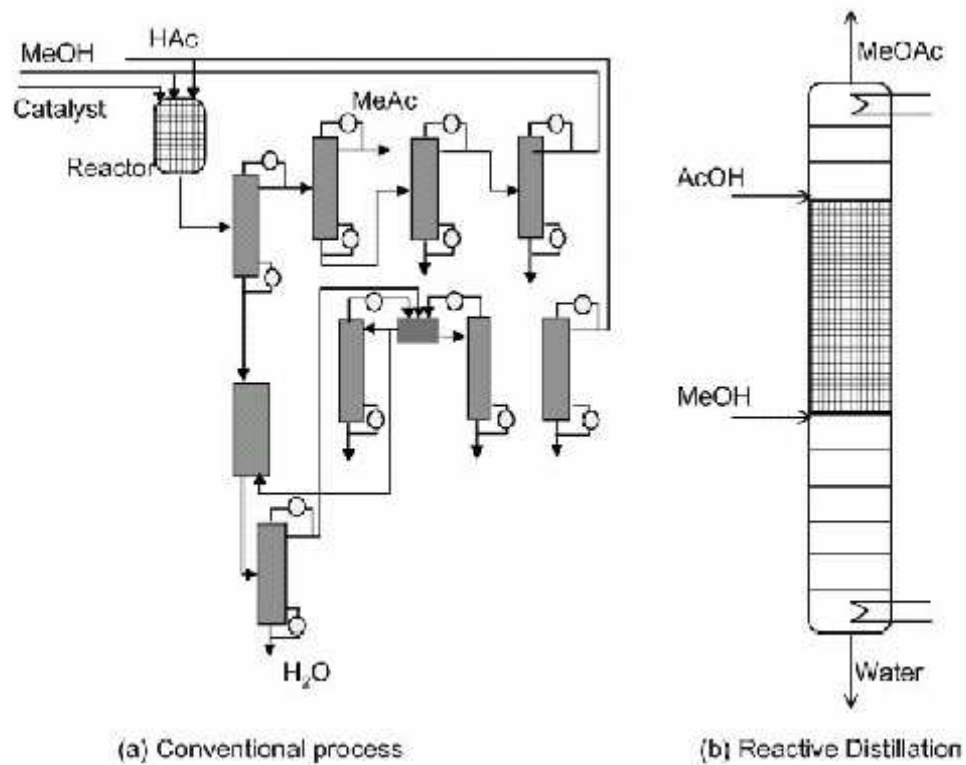 HAc
MeOH
Catalyst
Reactor
MeAc
H₂O
(a) Conventional process
MeOAc
AcOH
MeOH
Water
(b) Reactive Distillation